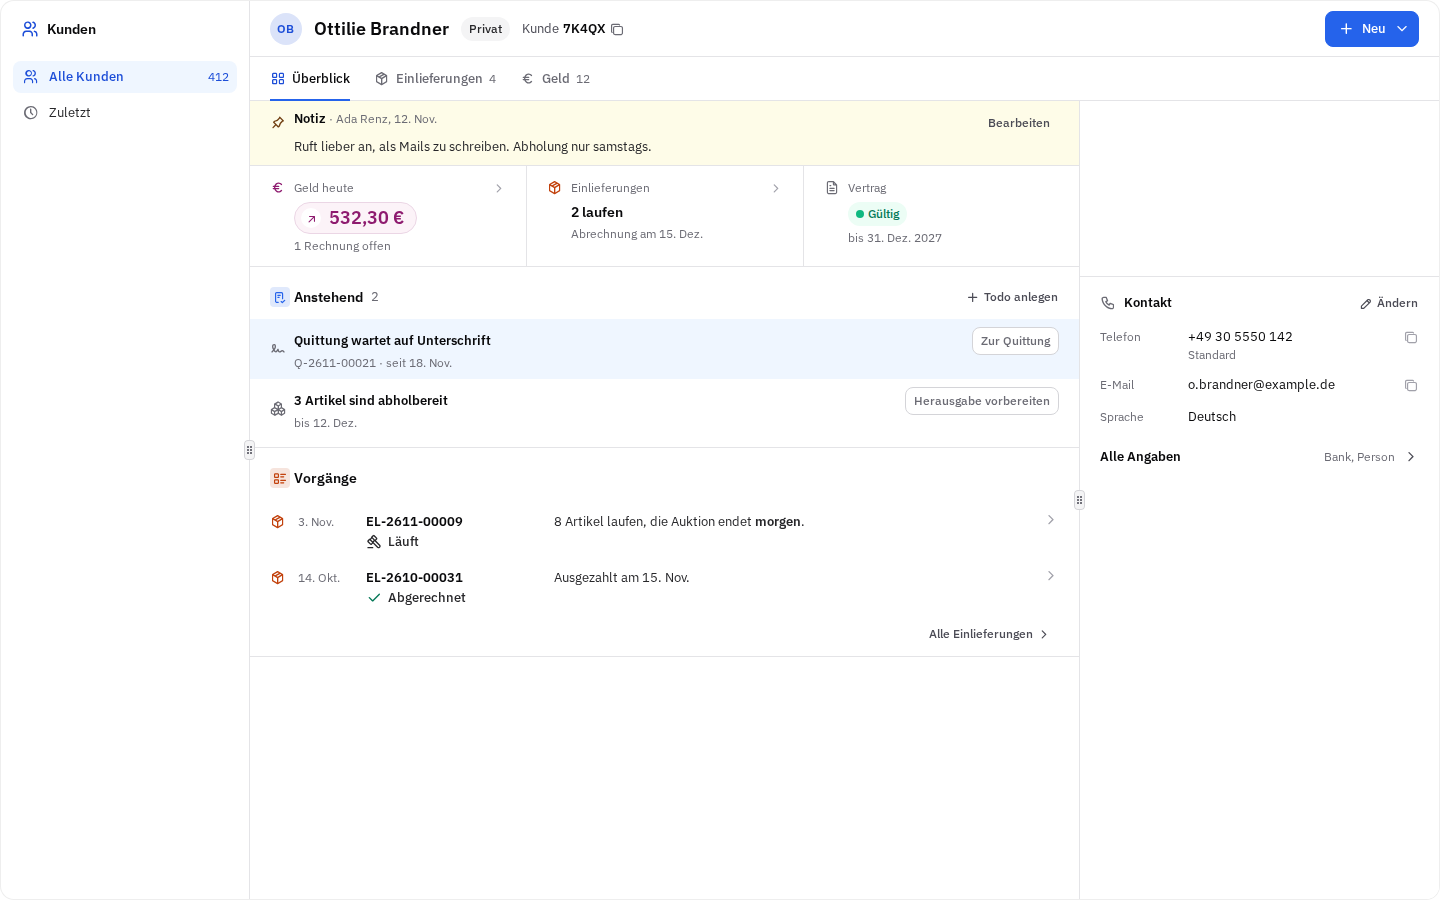 Kunden
Alle Kunden 412
Zuletzt
OB Ottilie Brandner Privat Kunde 7K4QX
Neu
Überblick Einlieferungen 4 € Geld 12
Notiz · Ada Renz, 12. Nov.
Bearbeiten
Ruft lieber an, als Mails zu schreiben. Abholung nur samstags.
€ Geld heute
532,30 €
1 Rechnung offen
Einlieferungen
2 laufen
Abrechnung am 15. Dez.
Vertrag
Gültig
bis 31. Dez. 2027
Anstehend 2
Todo anlegen
Quittung wartet auf Unterschrift
Zur Quittung
Q-2611-00021 · seit 18. Nov.
3 Artikel sind abholbereit
Herausgabe vorbereiten
bis 12. Dez.
Vorgänge
3. Nov. EL-2611-00009 8 Artikel laufen, die Auktion endet morgen.
Läuft
14. Okt. EL-2610-00031 Ausgezahlt am 15. Nov.
Abgerechnet
Alle Einlieferungen
Kontakt Ändern
Telefon +49 30 5550 142
Standard
E-Mail o.brandner@example.de
Sprache Deutsch
Alle Angaben Bank, Person